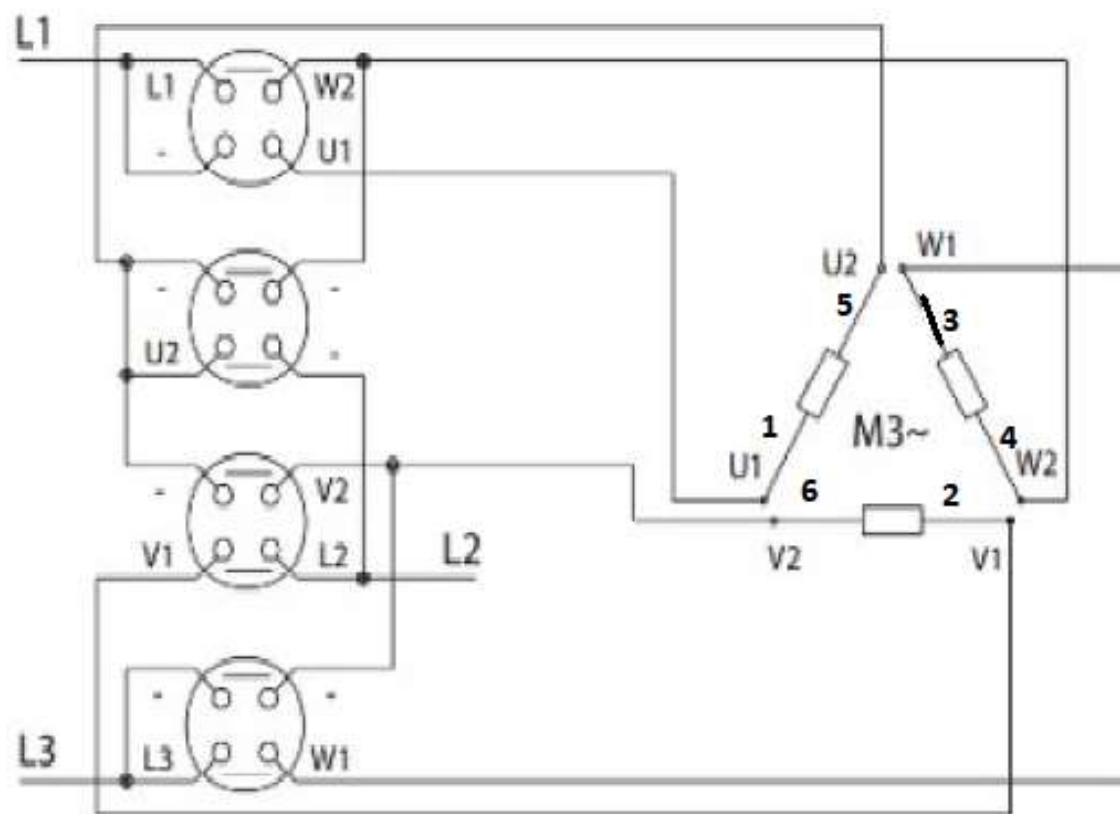 L1
L1 W2
- U1
- -
U2 -
- V2
V1 L2 L2
- -
L3 L3 W1
U2 W1
5 3
1 M3~ 4
U1 W2
6 2
V2 V1